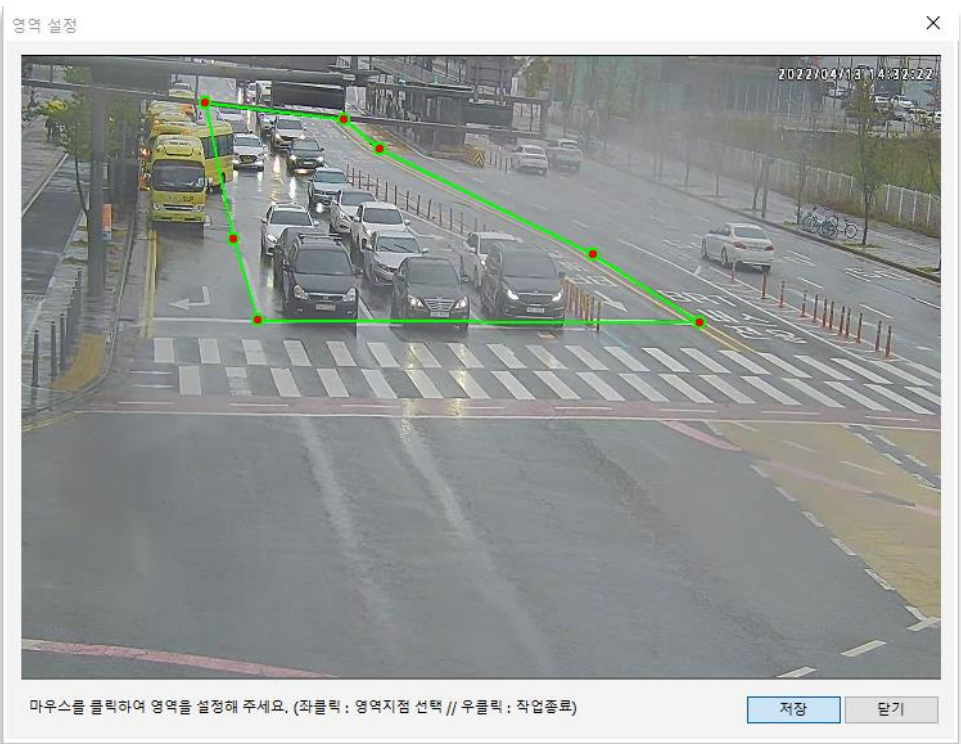 영역 설정
2022/04/13 14:32:22
마우스를 클릭하여 영역을 설정해 주세요. (좌클릭 : 영역지점 선택 // 우클릭 : 작업종료)
저장
닫기